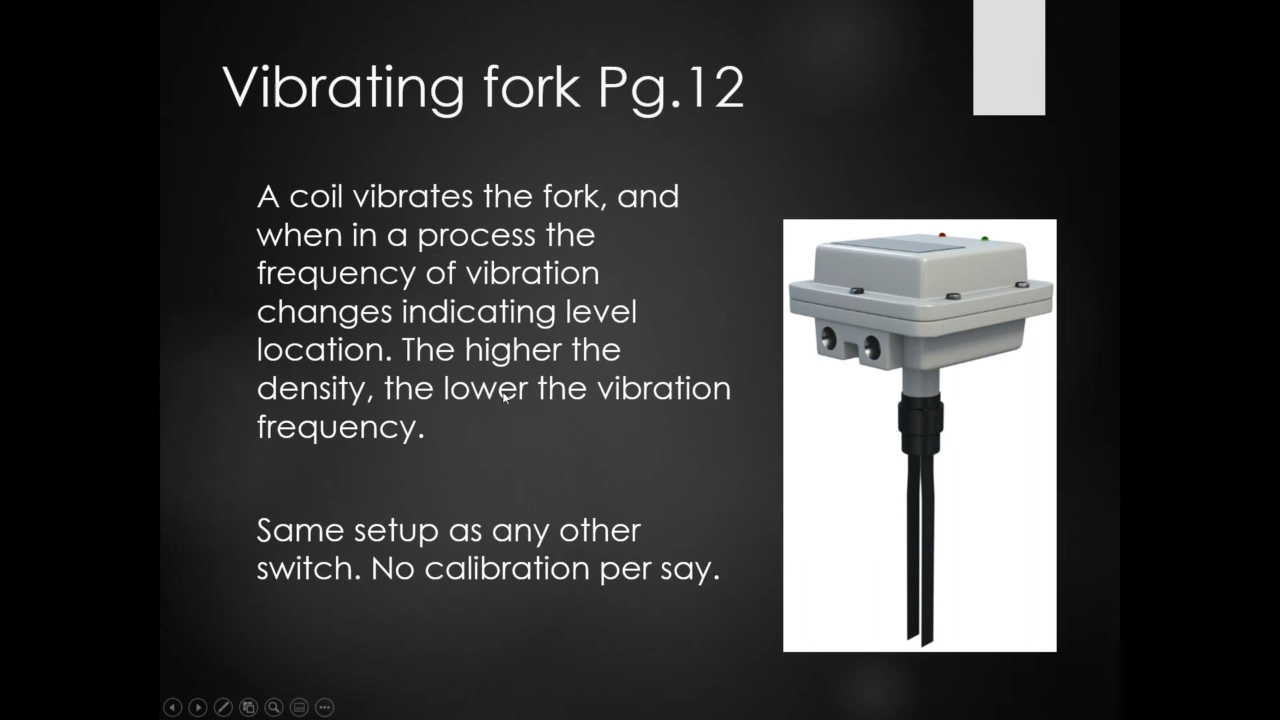 Vibrating fork Pg.12
A coil vibrates the fork, and
when in a process the
frequency of vibration
changes indicating level
location. The higher the
density, the lower the vibration
frequency.
Same setup as any other
switch. No calibration per say.